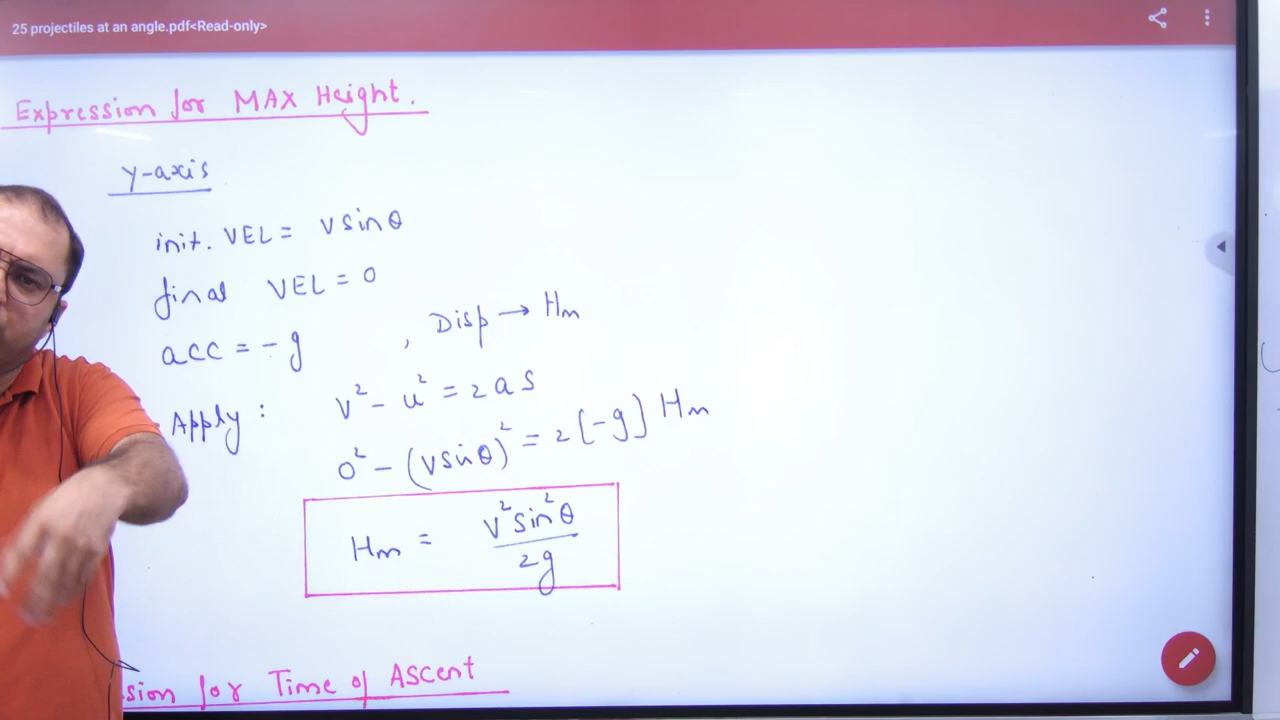 25 projectiles at an angle.pdf<Read-only>
Expression for MAX Height.
Y-axis
init. VEL = v sinθ
final VEL = 0
acc = -g , Disp → Hm
Apply : v² - u² = 2 a s
0² - (v sinθ)² = 2 (-g) Hm
Hm = v² sin² θ / 2g
sion for Time of Ascent